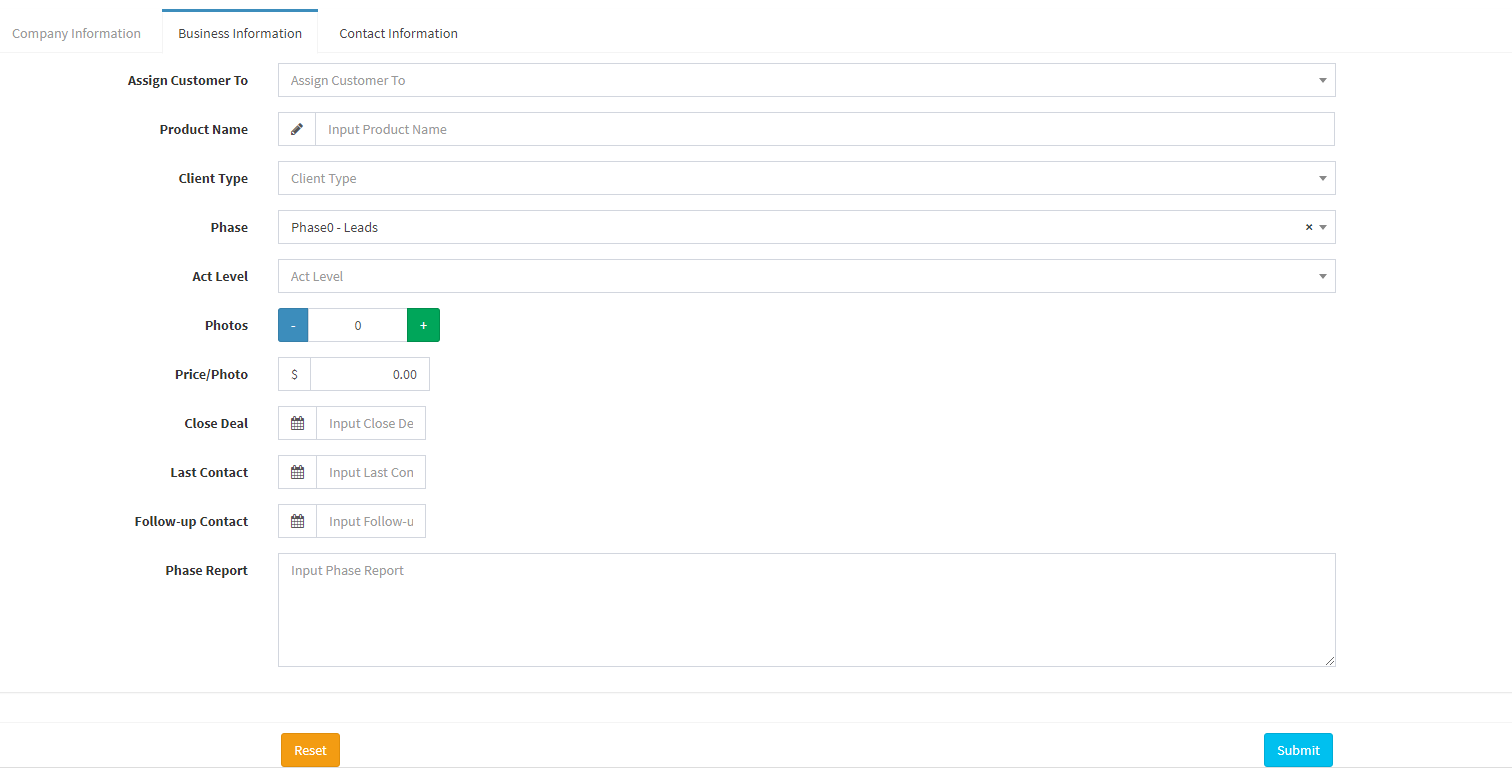 Company Information Business Information Contact Information
Assign Customer To Assign Customer To
Product Name Input Product Name
Client Type Client Type
Phase Phase0 - Leads ×
Act Level Act Level
Photos - 0 +
Price/Photo $ 0.00
Close Deal Input Close De
Last Contact Input Last Con
Follow-up Contact Input Follow-u
Phase Report Input Phase Report
Reset Submit